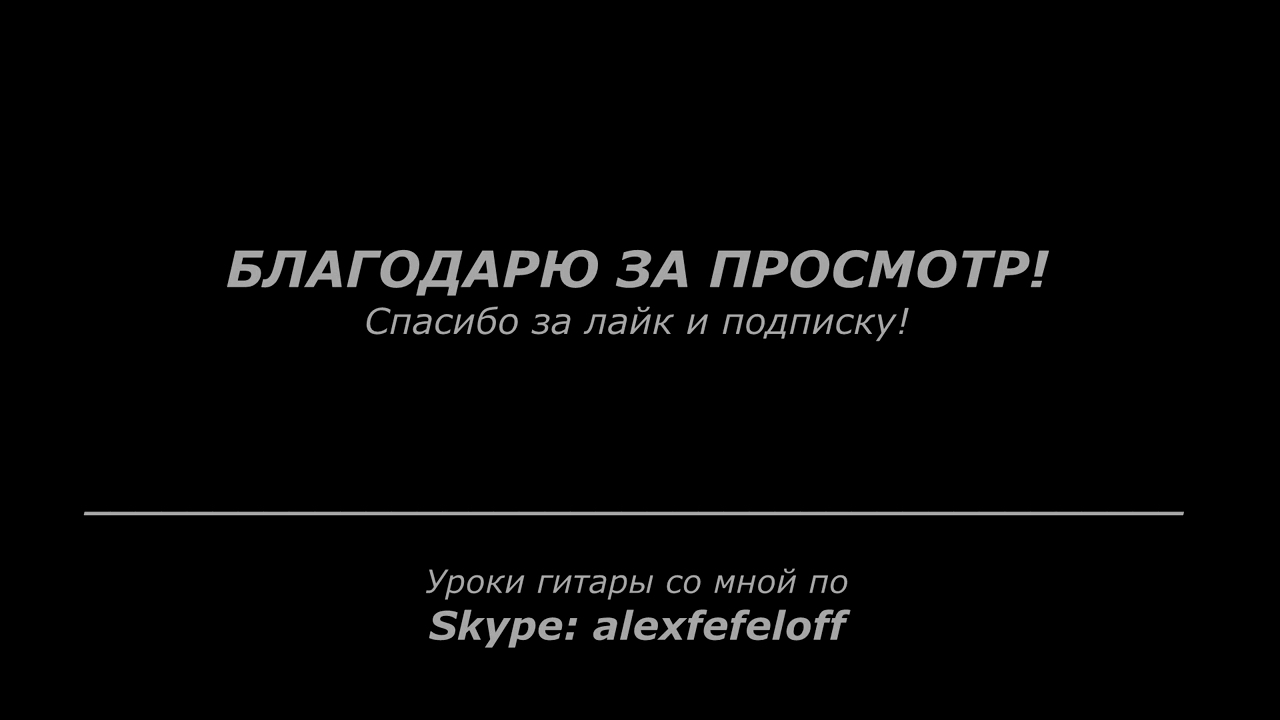 БЛАГОДАРЮ ЗА ПРОСМОТР!
Спасибо за лайк и подписку!
Уроки гитары со мной по
Skype: alexfefeloff